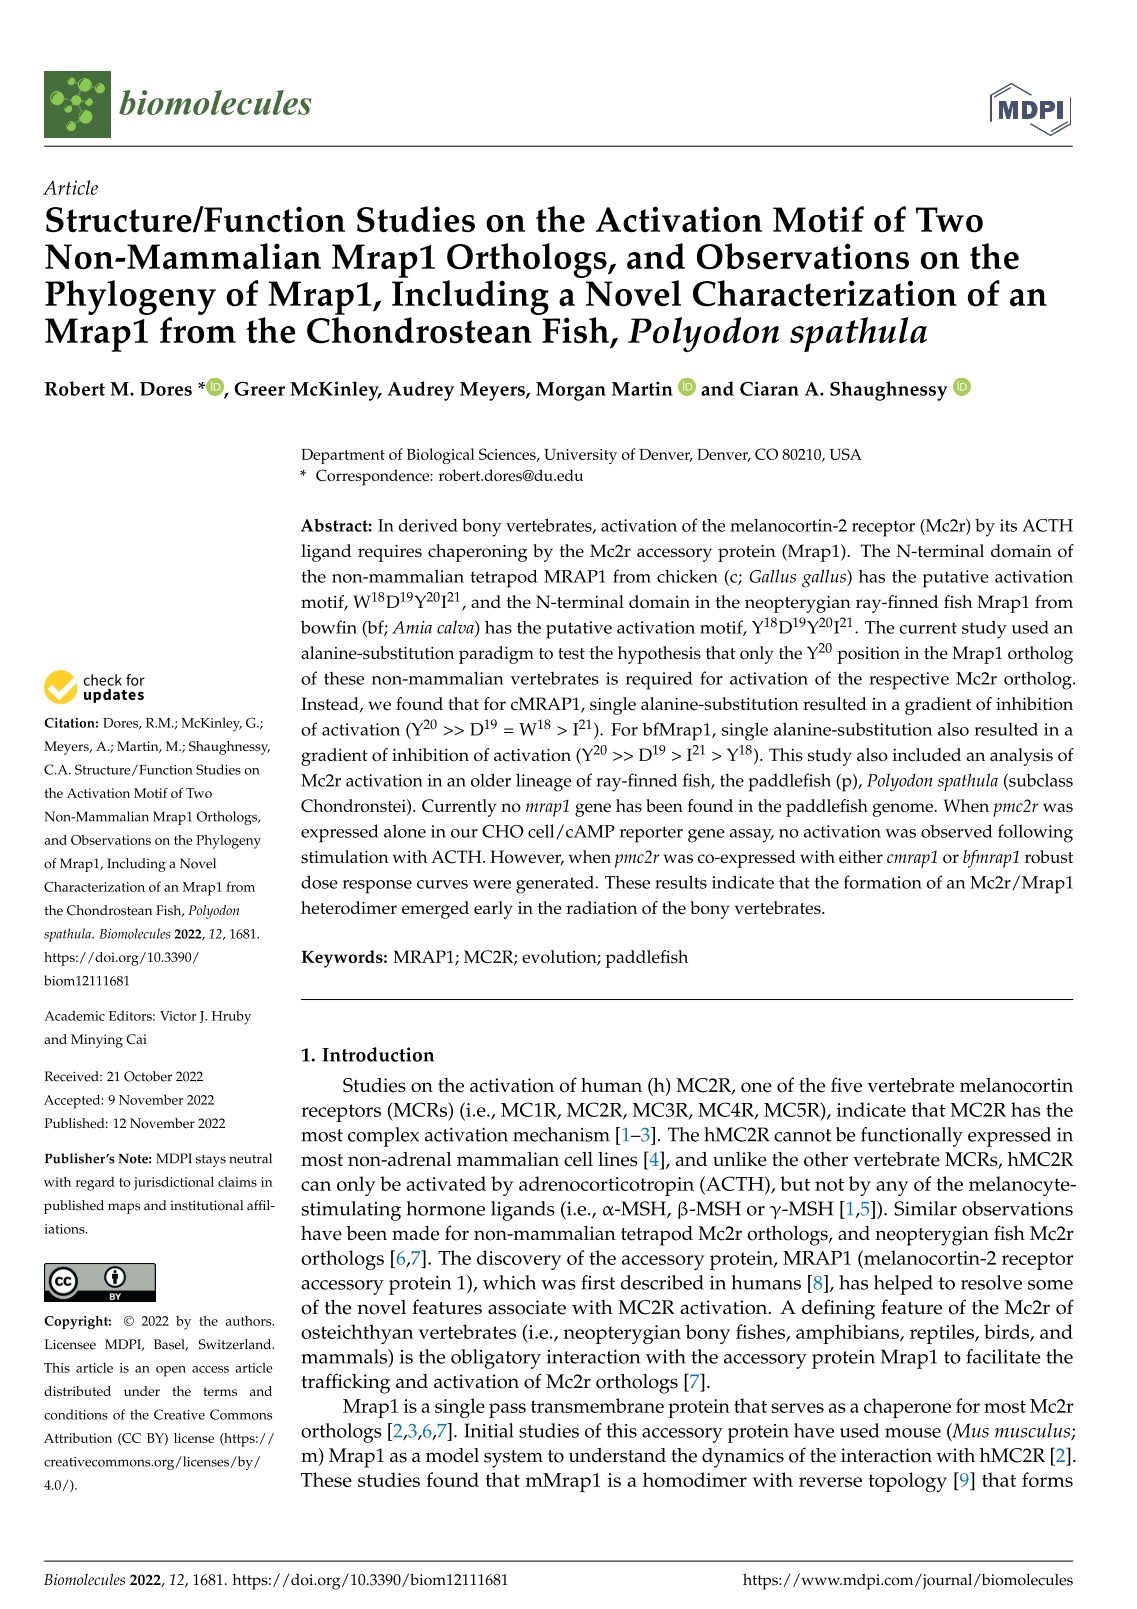 biomolecules
MDPI
Article
Structure/Function Studies on the Activation Motif of Two
Non-Mammalian Mrap1 Orthologs, and Observations on the
Phylogeny of Mrap1, Including a Novel Characterization of an
Mrap1 from the Chondrostean Fish, Polyodon spathula
Robert M. Dores * iD, Greer McKinley, Audrey Meyers, Morgan Martin iD and Ciaran A. Shaughnessy iD
Department of Biological Sciences, University of Denver, Denver, CO 80210, USA
* Correspondence: robert.dores@du.edu
Abstract: In derived bony vertebrates, activation of the melanocortin-2 receptor (Mc2r) by its ACTH
ligand requires chaperoning by the Mc2r accessory protein (Mrap1). The N-terminal domain of
the non-mammalian tetrapod MRAP1 from chicken (c; Gallus gallus) has the putative activation
motif, W¹⁸D¹⁹Y²⁰I²¹, and the N-terminal domain in the neopterygian ray-finned fish Mrap1 from
bowfin (bf; Amia calva) has the putative activation motif, Y¹⁸D¹⁹Y²⁰I²¹. The current study used an
alanine-substitution paradigm to test the hypothesis that only the Y²⁰ position in the Mrap1 ortholog
of these non-mammalian vertebrates is required for activation of the respective Mc2r ortholog.
Instead, we found that for cMRAP1, single alanine-substitution resulted in a gradient of inhibition
of activation (Y²⁰ >> D¹⁹ = W¹⁸ > I²¹). For bfMrap1, single alanine-substitution also resulted in a
gradient of inhibition of activation (Y²⁰ >> D¹⁹ > I²¹ > Y¹⁸). This study also included an analysis of
Mc2r activation in an older lineage of ray-finned fish, the paddlefish (p), Polyodon spathula (subclass
Chondronstei). Currently no mrap1 gene has been found in the paddlefish genome. When pmc2r was
expressed alone in our CHO cell/cAMP reporter gene assay, no activation was observed following
stimulation with ACTH. However, when pmc2r was co-expressed with either cmrap1 or bfmrap1 robust
dose response curves were generated. These results indicate that the formation of an Mc2r/Mrap1
heterodimer emerged early in the radiation of the bony vertebrates.
Keywords: MRAP1; MC2R; evolution; paddlefish
check for
updates
Citation: Dores, R.M.; McKinley, G.;
Meyers, A.; Martin, M.; Shaughnessy,
C.A. Structure/Function Studies on
the Activation Motif of Two
Non-Mammalian Mrap1 Orthologs,
and Observations on the Phylogeny
of Mrap1, Including a Novel
Characterization of an Mrap1 from
the Chondrostean Fish, Polyodon
spathula. Biomolecules 2022, 12, 1681.
https://doi.org/10.3390/
biom12111681
Academic Editors: Victor J. Hruby
and Minying Cai
Received: 21 October 2022
Accepted: 9 November 2022
Published: 12 November 2022
Publisher's Note: MDPI stays neutral
with regard to jurisdictional claims in
published maps and institutional affil-
iations.
cc BY
Copyright: © 2022 by the authors.
Licensee MDPI, Basel, Switzerland.
This article is an open access article
distributed under the terms and
conditions of the Creative Commons
Attribution (CC BY) license (https://
creativecommons.org/licenses/by/
4.0/).
1. Introduction
Studies on the activation of human (h) MC2R, one of the five vertebrate melanocortin
receptors (MCRs) (i.e., MC1R, MC2R, MC3R, MC4R, MC5R), indicate that MC2R has the
most complex activation mechanism [1–3]. The hMC2R cannot be functionally expressed in
most non-adrenal mammalian cell lines [4], and unlike the other vertebrate MCRs, hMC2R
can only be activated by adrenocorticotropin (ACTH), but not by any of the melanocyte-
stimulating hormone ligands (i.e., α-MSH, β-MSH or γ-MSH [1,5]). Similar observations
have been made for non-mammalian tetrapod Mc2r orthologs, and neopterygian fish Mc2r
orthologs [6,7]. The discovery of the accessory protein, MRAP1 (melanocortin-2 receptor
accessory protein 1), which was first described in humans [8], has helped to resolve some
of the novel features associate with MC2R activation. A defining feature of the Mc2r of
osteichthyan vertebrates (i.e., neopterygian bony fishes, amphibians, reptiles, birds, and
mammals) is the obligatory interaction with the accessory protein Mrap1 to facilitate the
trafficking and activation of Mc2r orthologs [7].
Mrap1 is a single pass transmembrane protein that serves as a chaperone for most Mc2r
orthologs [2,3,6,7]. Initial studies of this accessory protein have used mouse (Mus musculus;
m) Mrap1 as a model system to understand the dynamics of the interaction with hMC2R [2].
These studies found that mMrap1 is a homodimer with reverse topology [9] that forms
Biomolecules 2022, 12, 1681. https://doi.org/10.3390/biom12111681
https://www.mdpi.com/journal/biomolecules